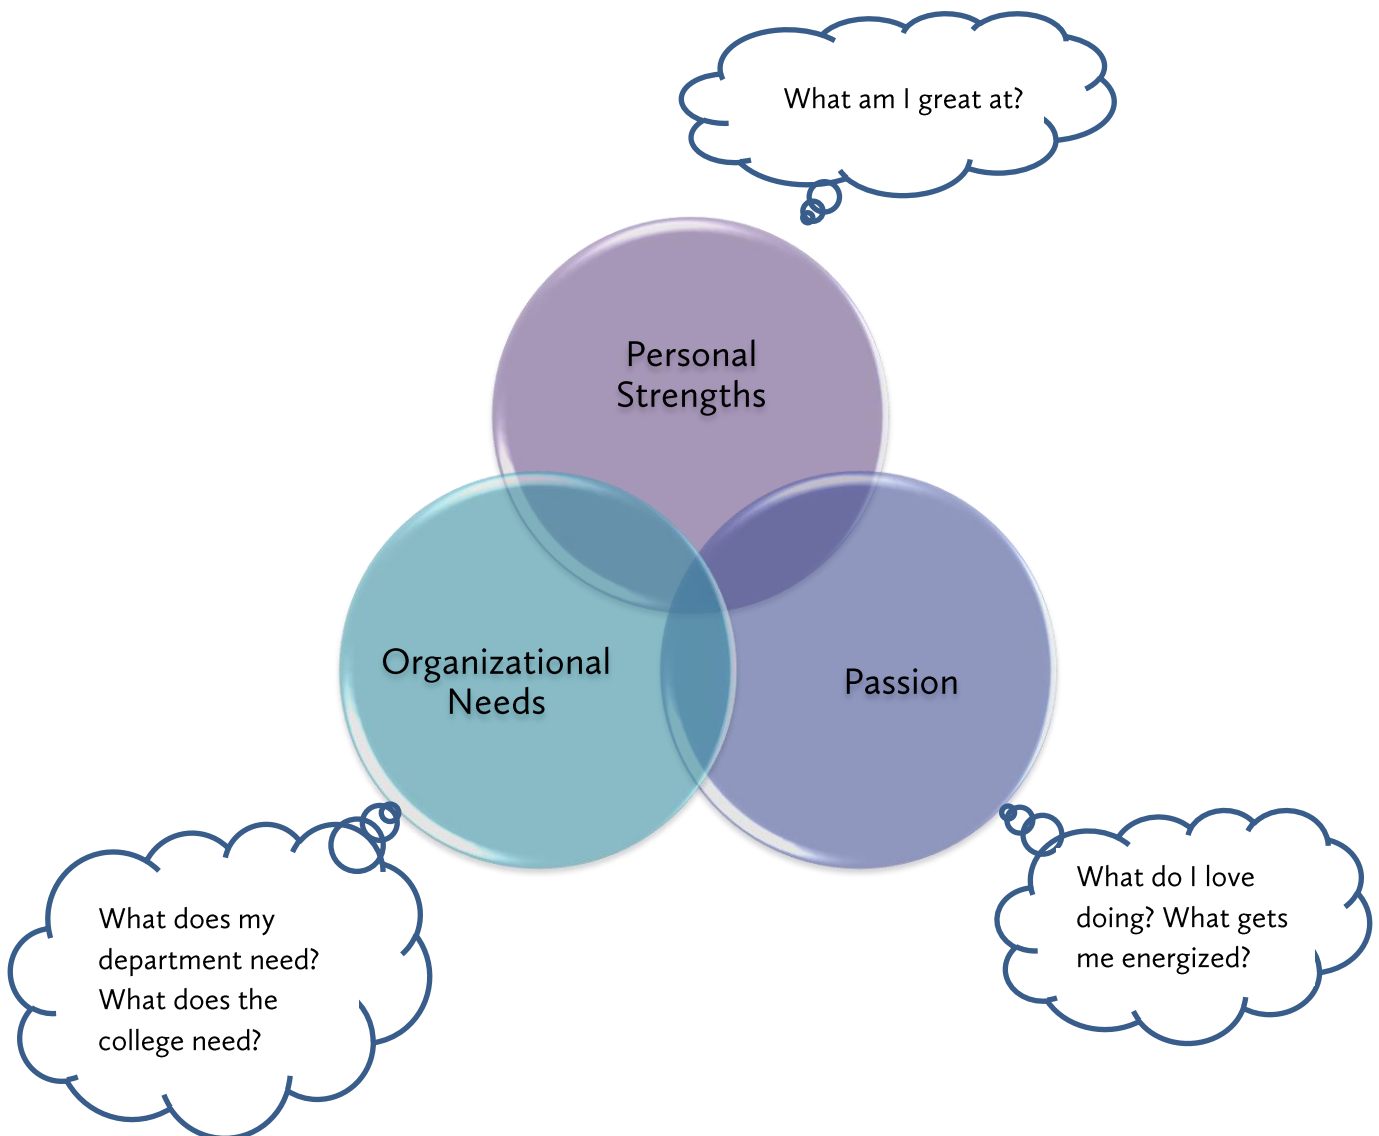 What am I great at?
Personal
Strengths
Organizational
Needs
Passion
What does my
department need?
What does the
college need?
What do I love
doing? What gets
me energized?